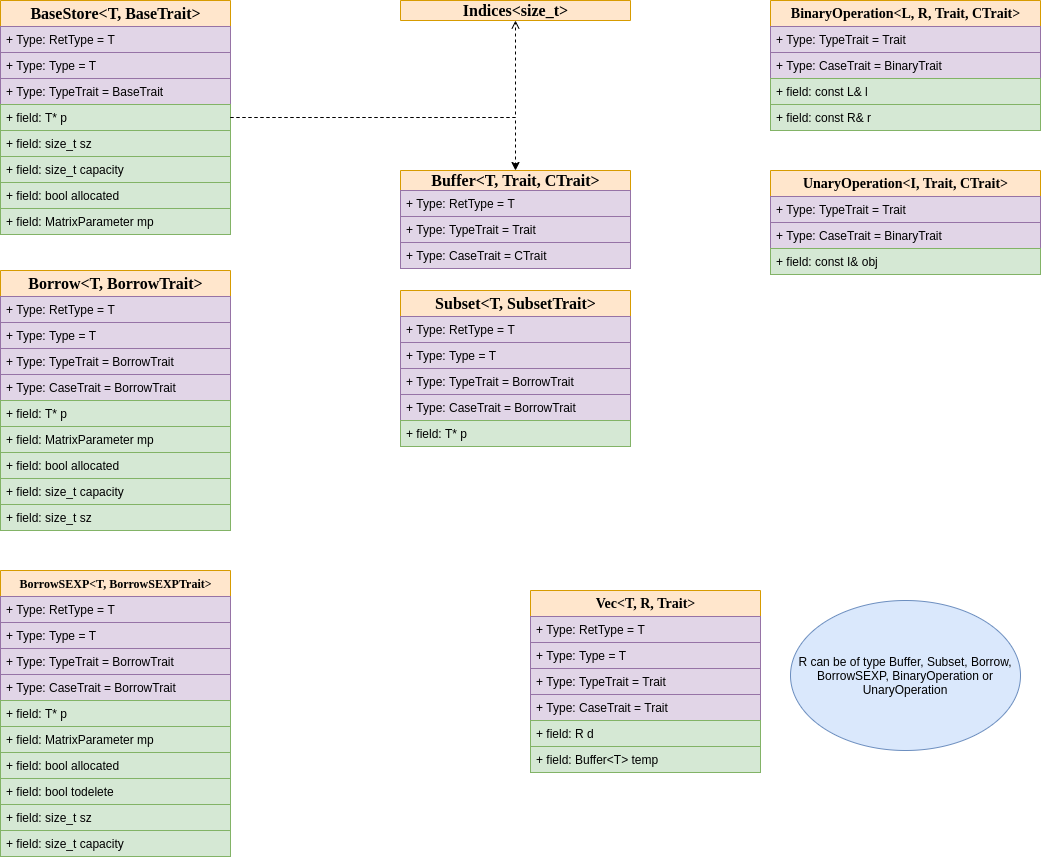 BaseStore<T, BaseTrait>
+ Type: RetType = T
+ Type: Type = T
+ Type: TypeTrait = BaseTrait
+ field: T* p
+ field: size_t sz
+ field: size_t capacity
+ field: bool allocated
+ field: MatrixParameter mp
Indices<size_t>
BinaryOperation<L, R, Trait, CTrait>
+ Type: TypeTrait = Trait
+ Type: CaseTrait = BinaryTrait
+ field: const L& l
+ field: const R& r
Buffer<T, Trait, CTrait>
+ Type: RetType = T
+ Type: TypeTrait = Trait
+ Type: CaseTrait = CTrait
UnaryOperation<I, Trait, CTrait>
+ Type: TypeTrait = Trait
+ Type: CaseTrait = BinaryTrait
+ field: const I& obj
Borrow<T, BorrowTrait>
+ Type: RetType = T
+ Type: Type = T
+ Type: TypeTrait = BorrowTrait
+ Type: CaseTrait = BorrowTrait
+ field: T* p
+ field: MatrixParameter mp
+ field: bool allocated
+ field: size_t capacity
+ field: size_t sz
Subset<T, SubsetTrait>
+ Type: RetType = T
+ Type: Type = T
+ Type: TypeTrait = BorrowTrait
+ Type: CaseTrait = BorrowTrait
+ field: T* p
BorrowSEXP<T, BorrowSEXPTrait>
+ Type: RetType = T
+ Type: Type = T
+ Type: TypeTrait = BorrowTrait
+ Type: CaseTrait = BorrowTrait
+ field: T* p
+ field: MatrixParameter mp
+ field: bool allocated
+ field: bool todelete
+ field: size_t sz
+ field: size_t capacity
Vec<T, R, Trait>
+ Type: RetType = T
+ Type: Type = T
+ Type: TypeTrait = Trait
+ Type: CaseTrait = Trait
+ field: R d
+ field: Buffer<T> temp
R can be of type Buffer, Subset, Borrow,
BorrowSEXP, BinaryOperation or
UnaryOperation